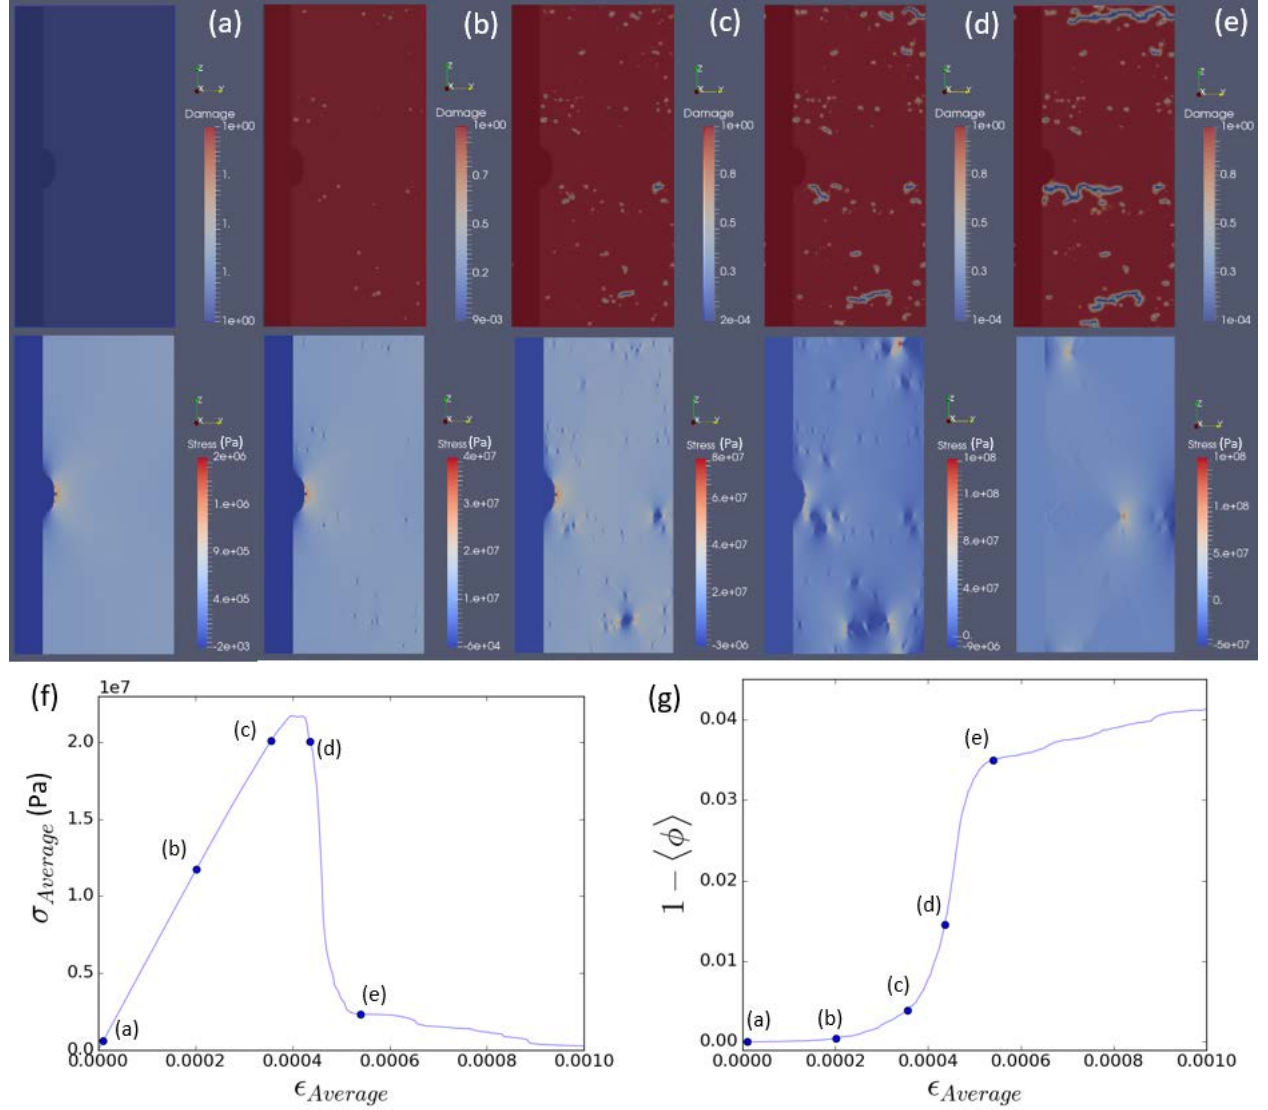 (a) (b) (c) (d) (e)
Z Z Z Z Z
X Y X Y X Y X Y X Y
Damage Damage Damage Damage Damage
1e+00 1e+00 1e+00 1e+00 1e+00
1. 0.7 0.8 0.8 0.8
1. 0.5 0.5 0.5 0.5
1. 0.2 0.3 0.3 0.3
1e+00 9e-03 2e-04 1e-04 1e-04
Stress (Pa) Stress (Pa) Stress (Pa) Stress (Pa) Stress (Pa)
2.e+06 4.e+07 8.e+07 1.e+08 1.e+08
1.e+06 3.e+07 6.e+07 1.e+08 1.e+08
9.e+05 2.e+07 4.e+07 8.e+07 5.e+07
4.e+05 1.e+07 2.e+07 4.e+07 0.
-2e+03 -6e+04 -3e+06 0. -5e+07
-9e+06
(f)
1e7
σAverage (Pa)
2.0
1.5
1.0
0.5
0.0
(a)
(b)
(c)
(d)
(e)
0.0000 0.0002 0.0004 0.0006 0.0008 0.0010
ϵAverage
(g)
1 − ⟨ϕ⟩
0.04
0.03
0.02
0.01
0.00
(a)
(b)
(c)
(d)
(e)
0.0000 0.0002 0.0004 0.0006 0.0008 0.0010
ϵAverage